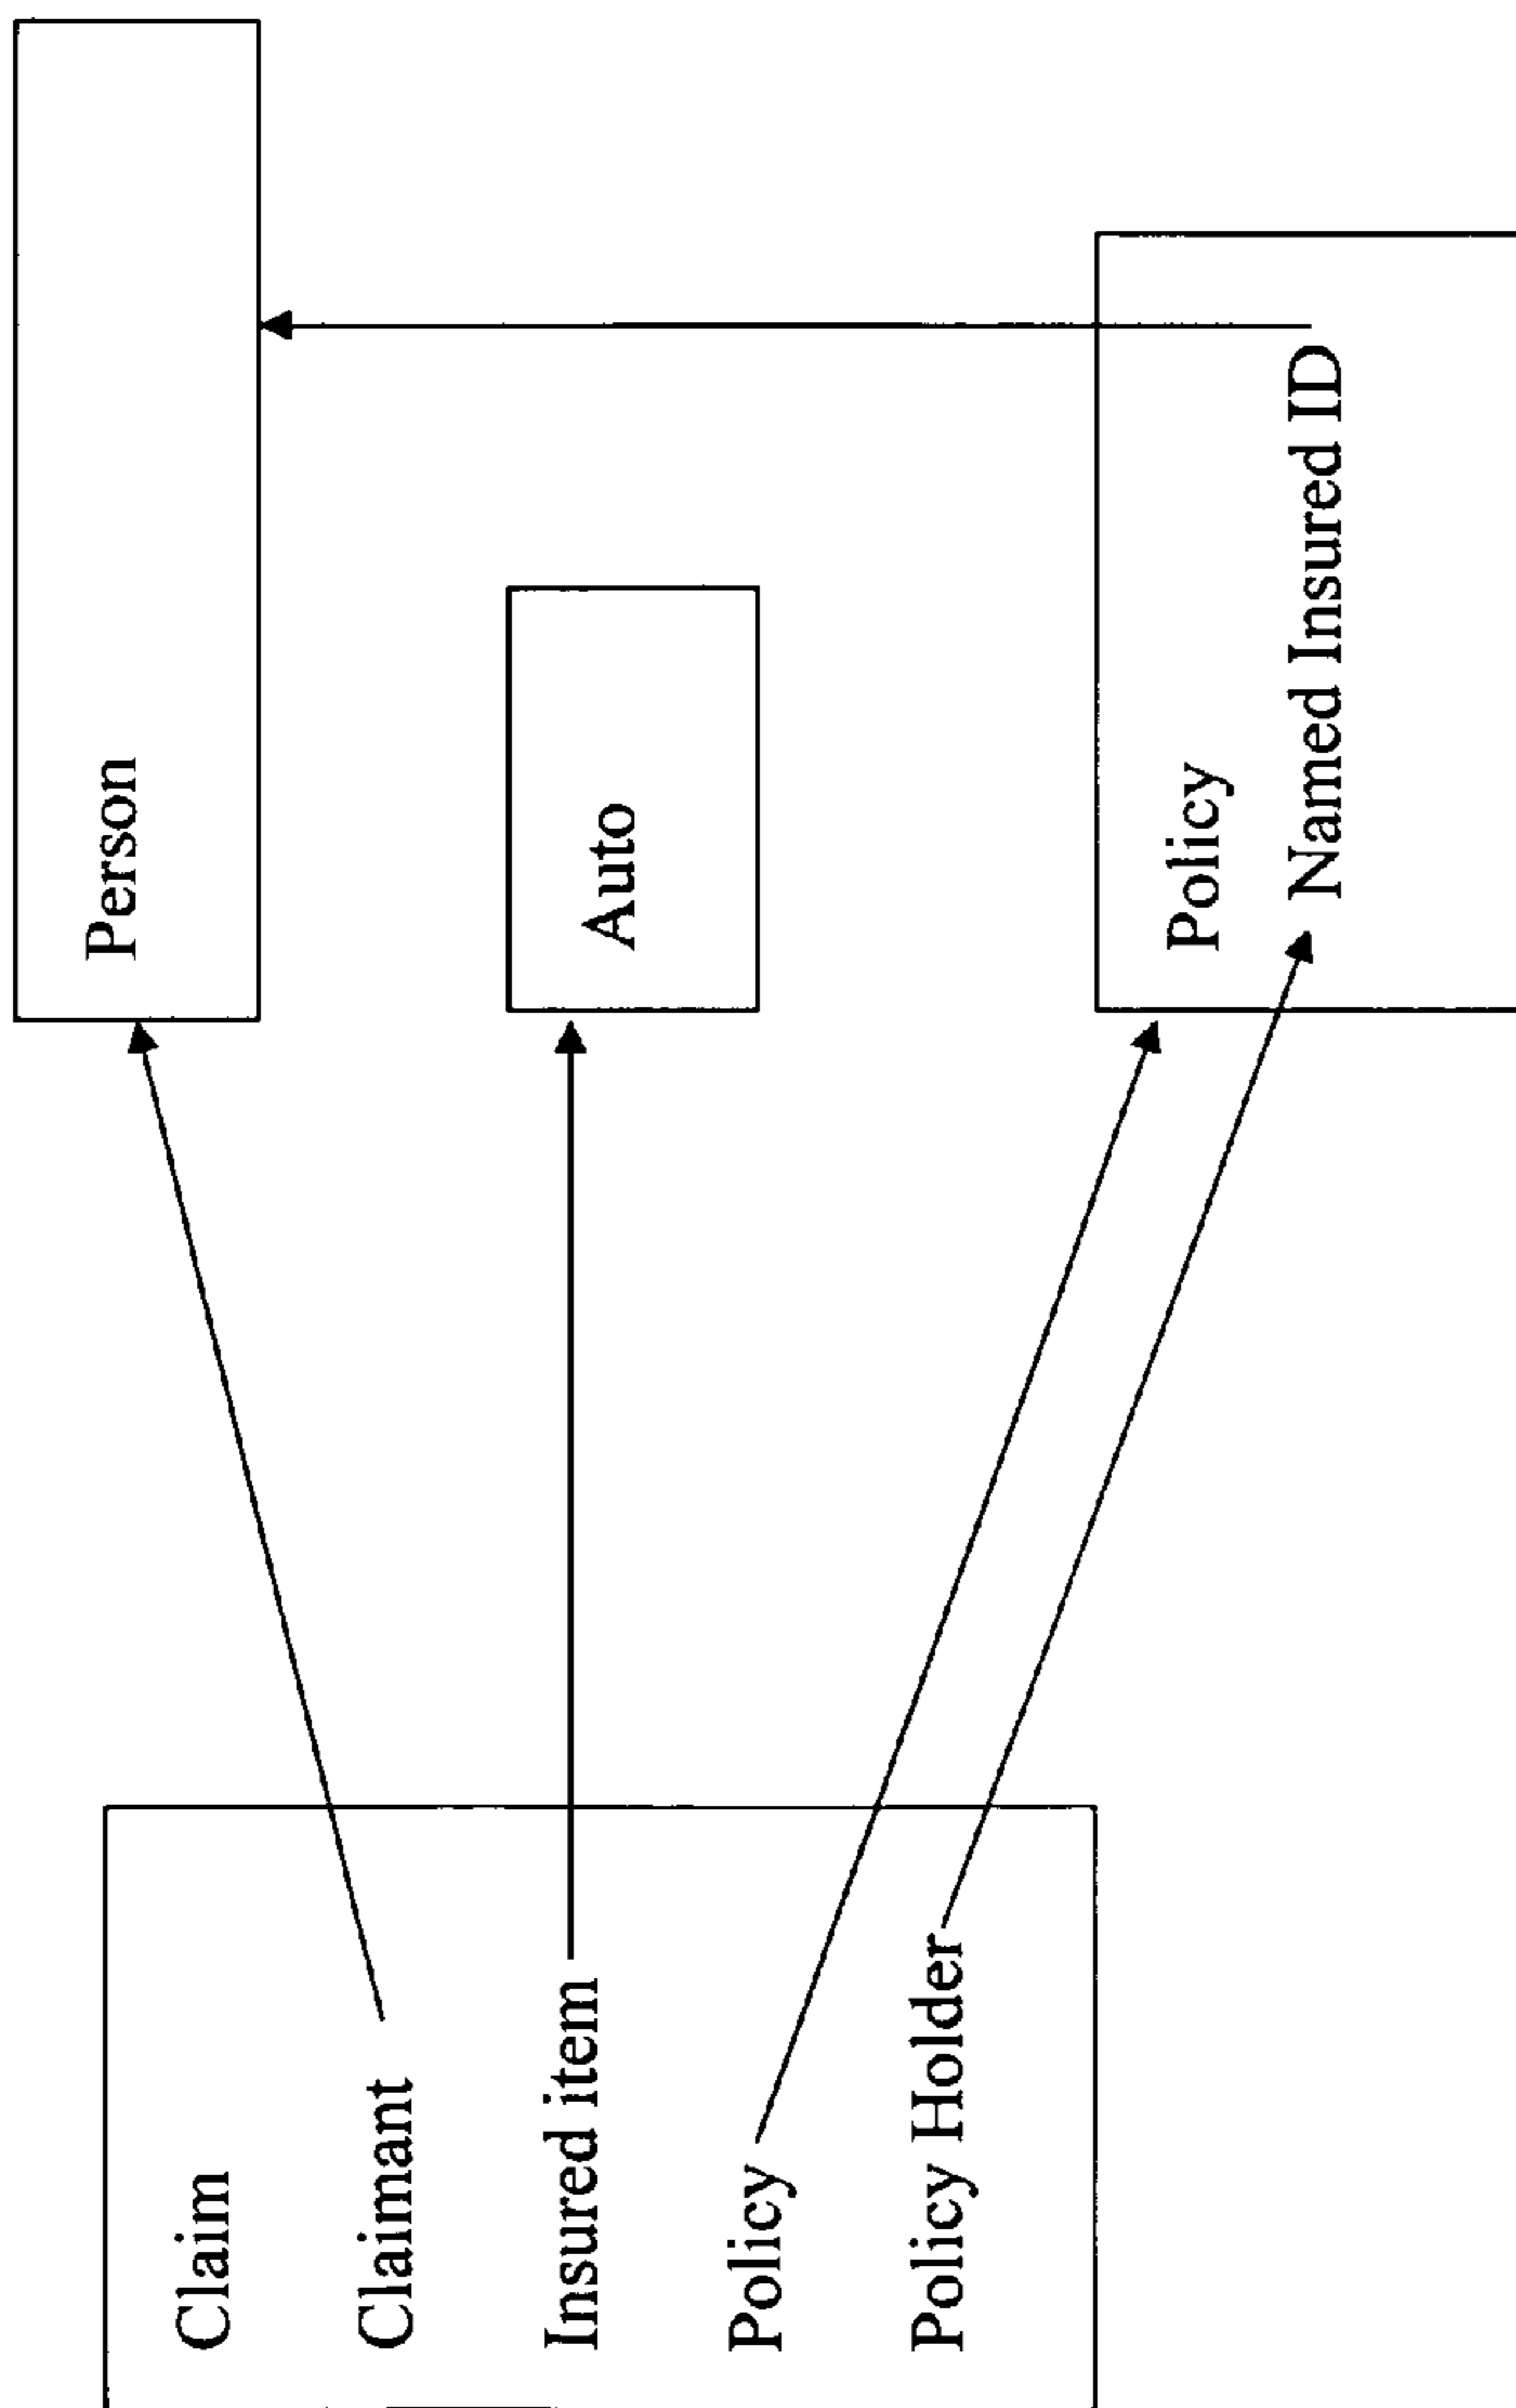 Claim
Claimant
Insured item
Policy
Policy Holder
Person
Auto
Policy
Named Insured ID